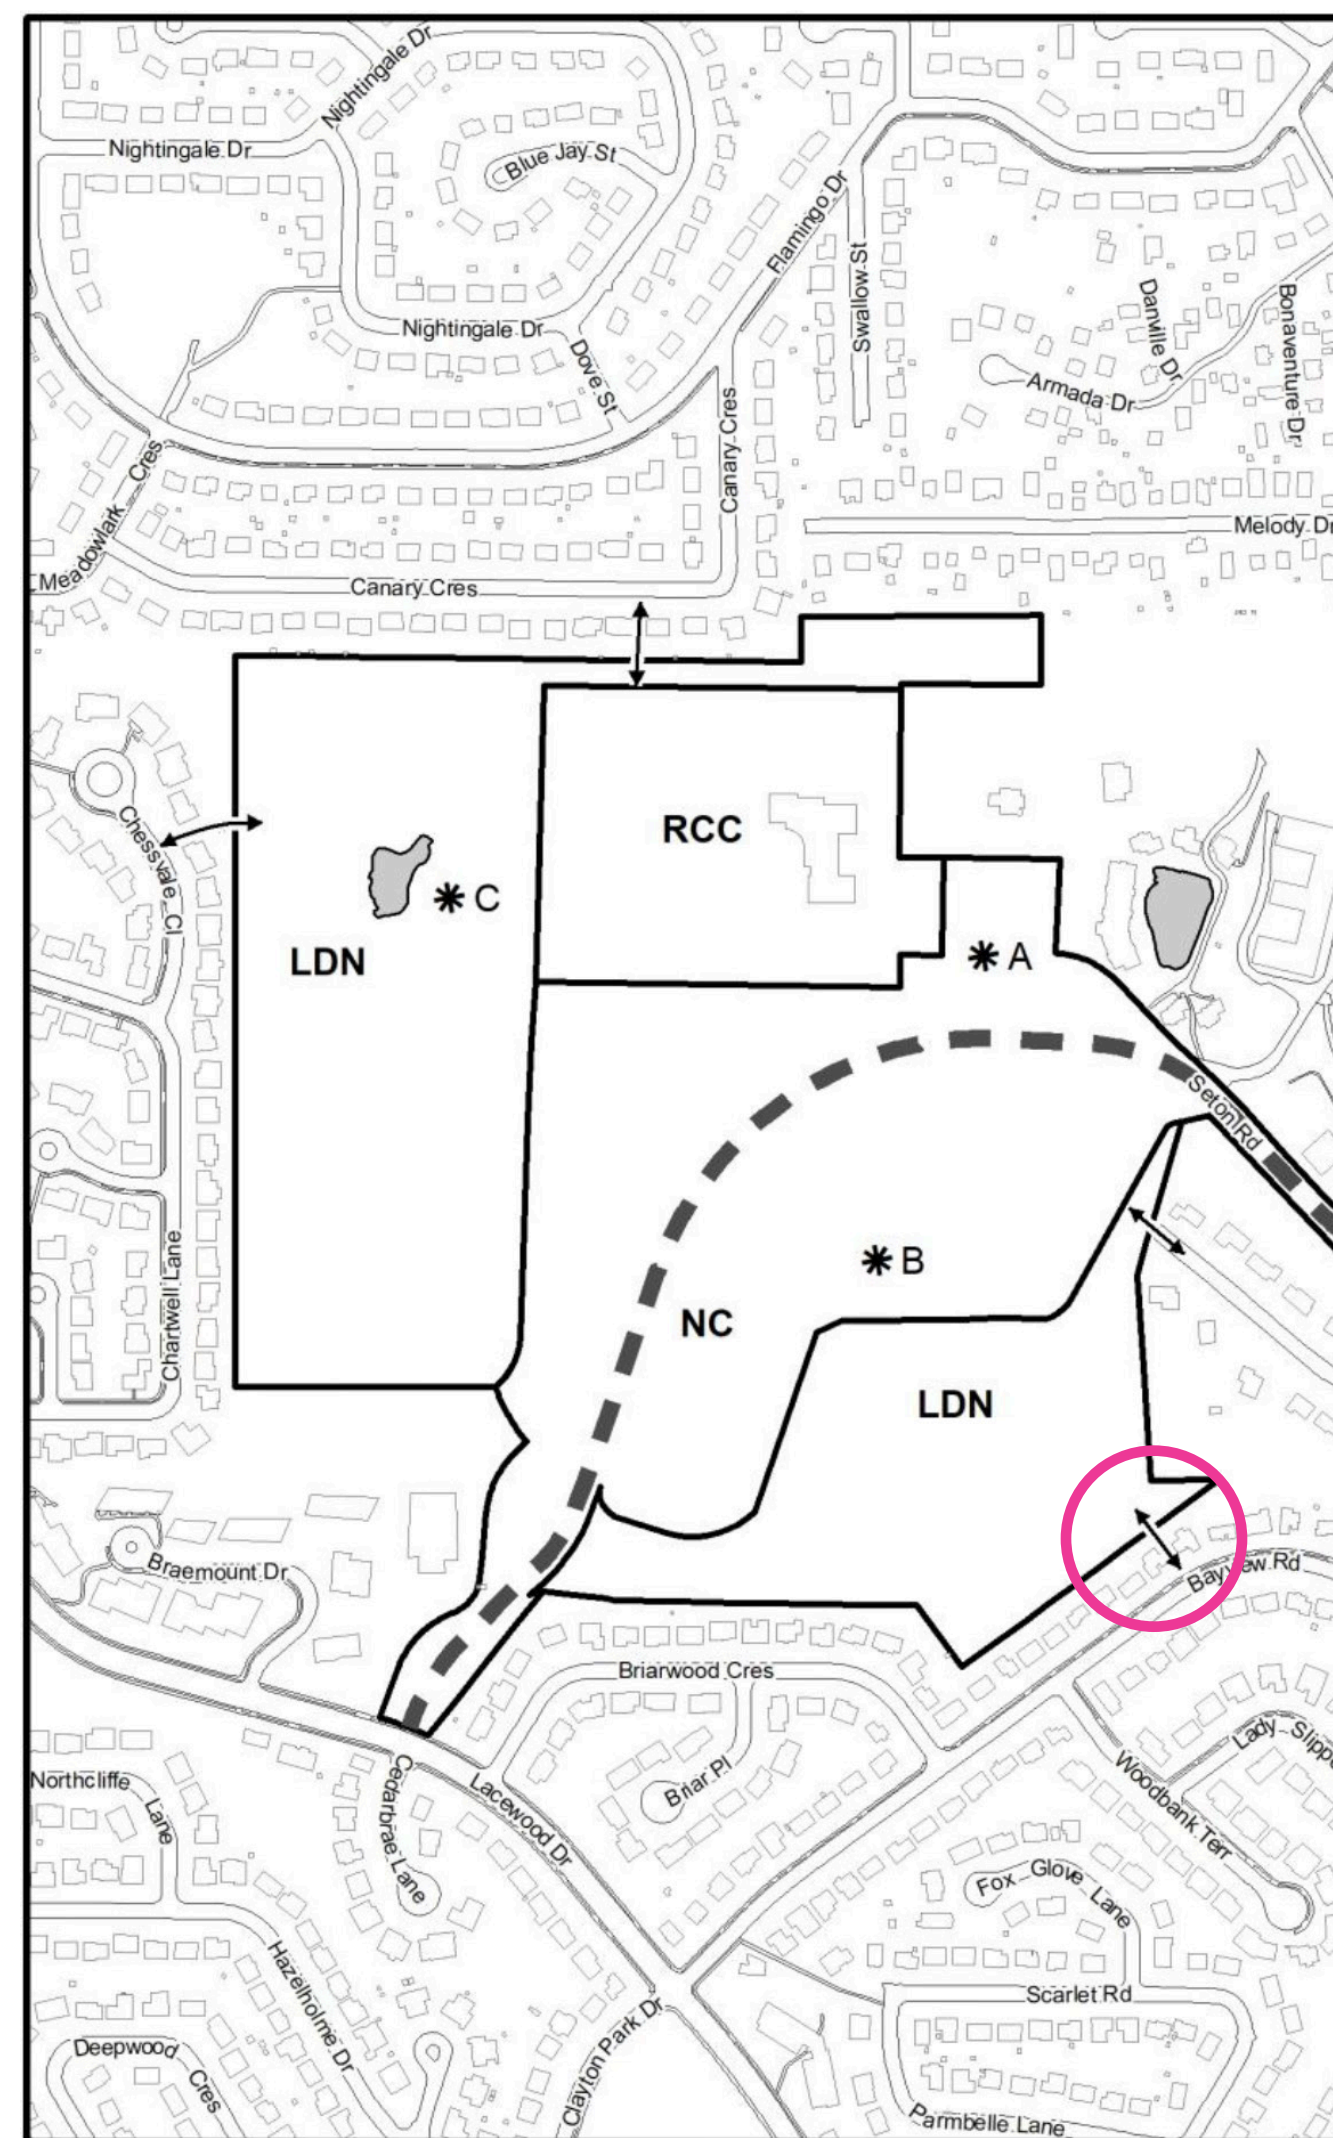 Nightingale Dr
Nightingale Dr
Blue Jay St
Flamingo Dr
Swallow St
Danville Dr
Bonaventure Dr
Nightingale Dr
Dove St
Armada Dr
Canary Cres
Meadowlark Cres
Melody Dr
Canary Cres
RCC
Chessvale Cl
C
LDN
A
Seton Rd
B
NC
Chartwell Lane
LDN
Braemount Dr
Bayview Rd
Briarwood Cres
Briar Pl
Lady Slipp
Northcliffe Lane
Cedarbrae Lane
Lacewood Dr
Woodbank Terr
Fox Glove Lane
Hazelholme Dr
Scarlet Rd
Deepwood Cres
Clayton Park Dr
Parmbelle Lane